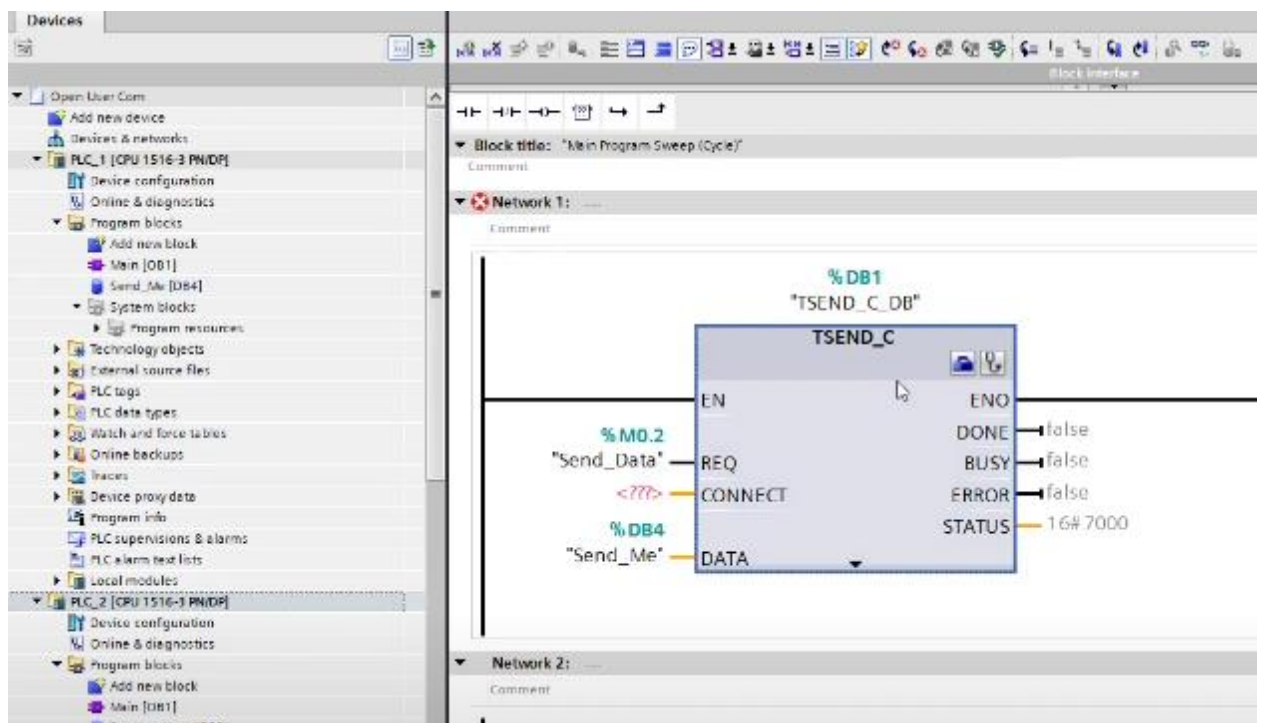 Devices
Block interface
Open User Com
Add new device
Devices & networks
PLC_1 [CPU 1516-3 PN/DP]
Device configuration
Online & diagnostics
Program blocks
Add new block
Main [OB1]
Send_Me [DB4]
System blocks
Program resources
Technology objects
External source files
PLC tags
PLC data types
Watch and force tables
Online backups
Traces
Device proxy data
Program info
PLC supervisions & alarms
PLC alarm text lists
Local modules
PLC_2 [CPU 1516-3 PN/DP]
Device configuration
Online & diagnostics
Program blocks
Add new block
Main [OB1]
Block title: "Main Program Sweep (Cycle)"
Comment
Network 1: .....
Comment
%DB1
"TSEND_C_DB"
TSEND_C
EN ENO
DONE false
%M0.2
"Send_Data" REQ BUSY false
<???> CONNECT ERROR false
STATUS 16#7000
%DB4
"Send_Me" DATA
Network 2: .....
Comment